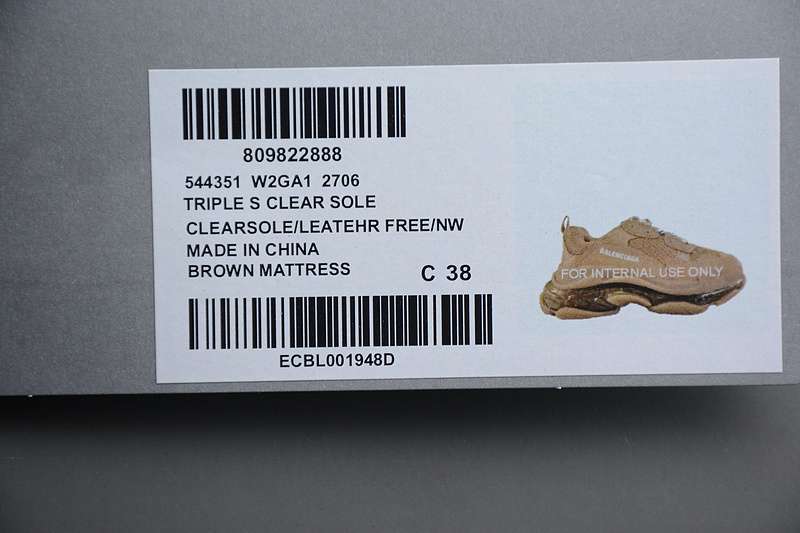 809822888
544351 W2GA1 2706
TRIPLE S CLEAR SOLE
CLEARSOLE/LEATEHR FREE/NW
MADE IN CHINA
BROWN MATTRESS
C 38
ECBL001948D
BALENCIAGA
FOR INTERNAL USE ONLY